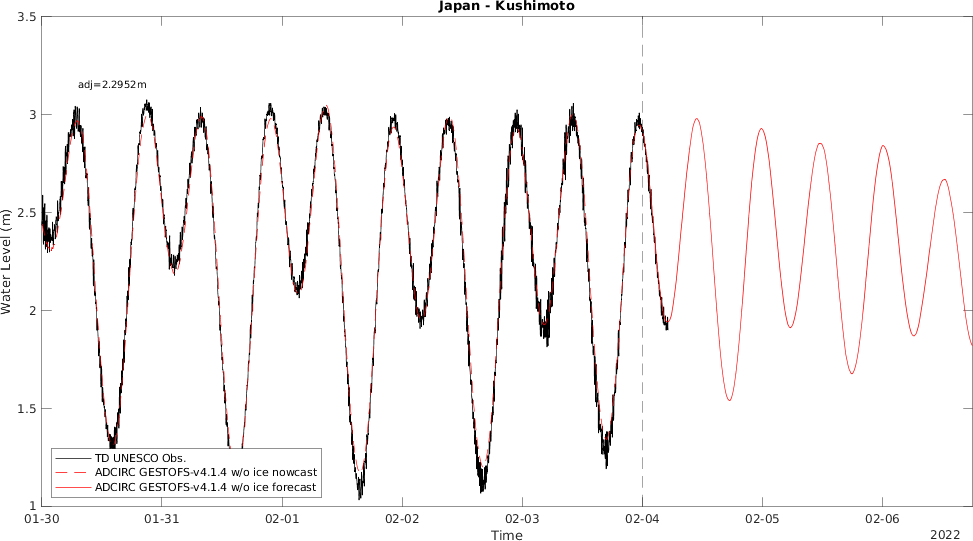 Japan - Kushimoto
3.5
adj=2.2952m
3
2.5
Water Level (m)
2
1.5
TD UNESCO Obs.
ADCIRC GESTOFS-v4.1.4 w/o ice nowcast
ADCIRC GESTOFS-v4.1.4 w/o ice forecast
1
01-30 01-31 02-01 02-02 02-03 02-04 02-05 02-06
Time
2022